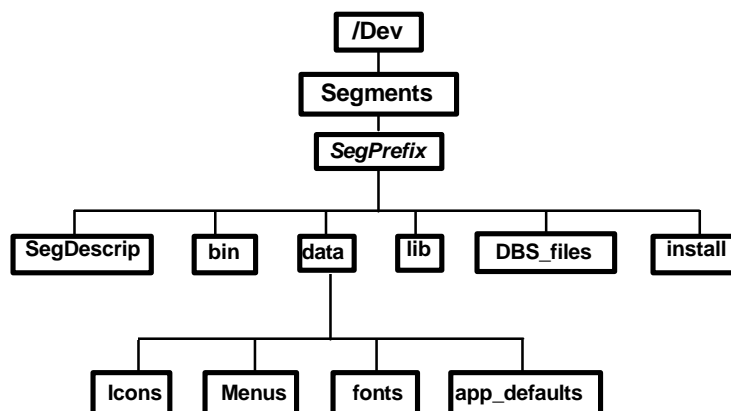 /Dev
Segments
SegPrefix
SegDescrip bin data lib DBS_files install
Icons Menus fonts app_defaults